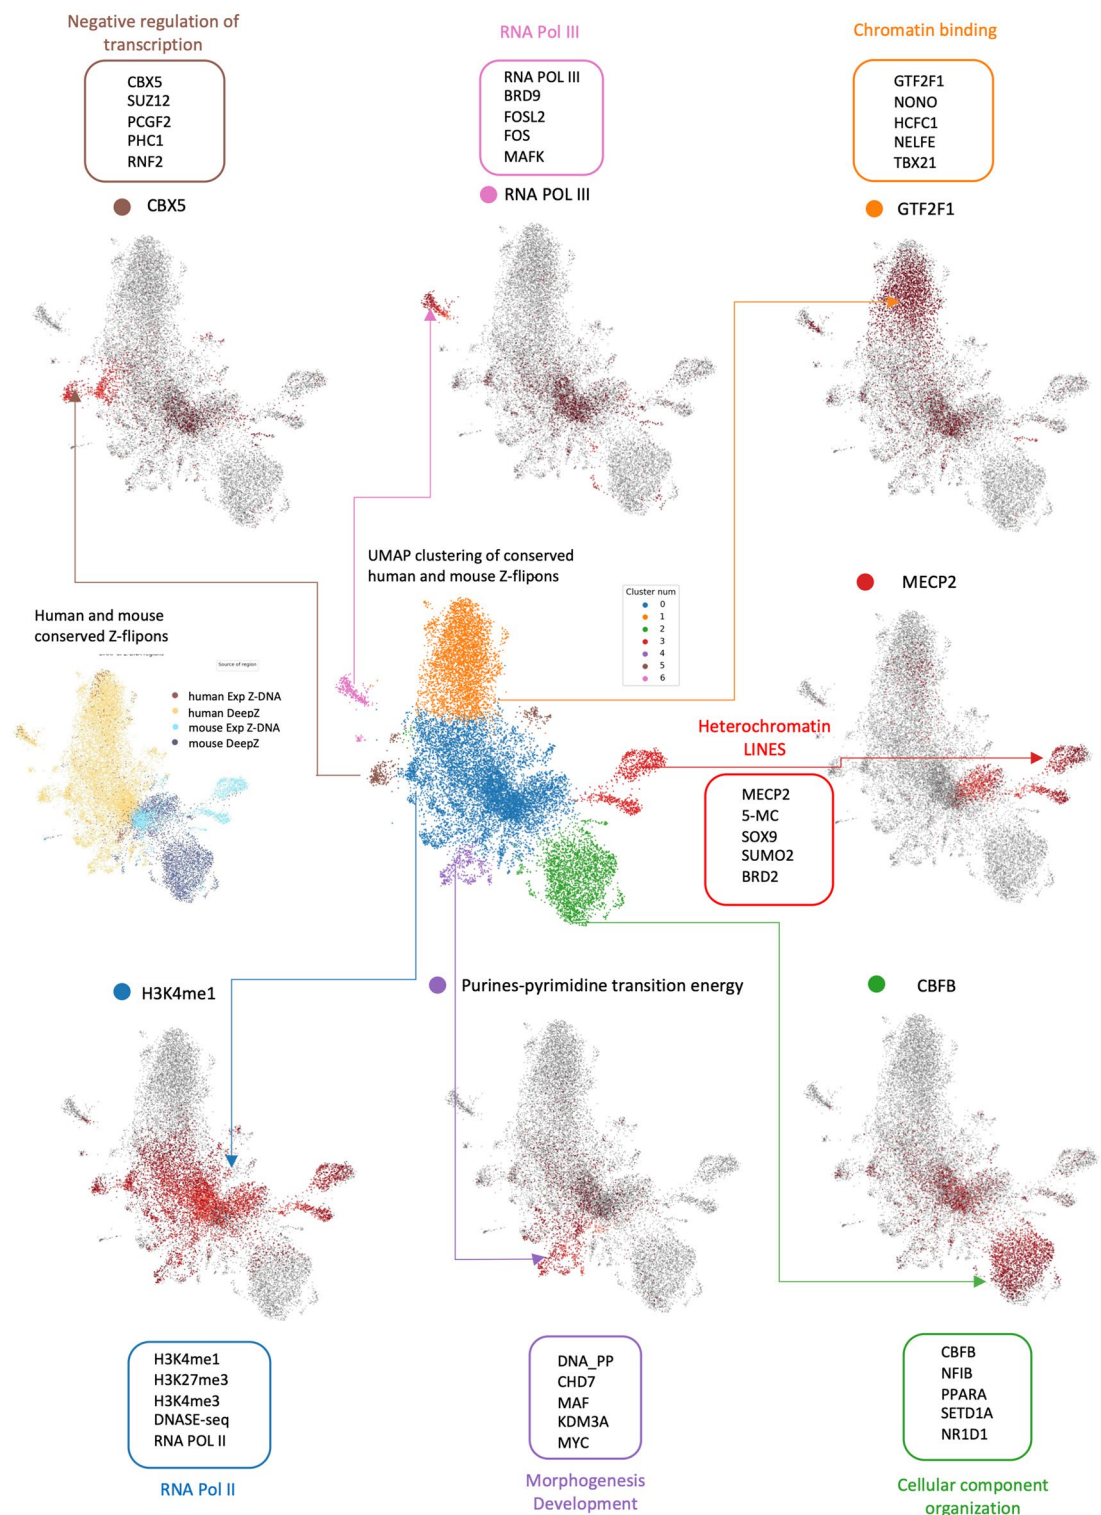 Negative regulation of
transcription
CBX5
SUZ12
PCGF2
PHC1
RNF2
CBX5
RNA Pol III
RNA POL III
BRD9
FOSL2
FOS
MAFK
RNA POL III
Chromatin binding
GTF2F1
NONO
HCFC1
NELFE
TBX21
GTF2F1
UMAP clustering of conserved
human and mouse Z-flipons
Cluster num
0
1
2
3
4
5
6
MECP2
Human and mouse
conserved Z-flipons
Source of region
human Exp Z-DNA
human DeepZ
mouse Exp Z-DNA
mouse DeepZ
Heterochromatin
LINES
MECP2
5-MC
SOX9
SUMO2
BRD2
H3K4me1
Purines-pyrimidine transition energy
CBFB
H3K4me1
H3K27me3
H3K4me3
DNASE-seq
RNA POL II
RNA Pol II
DNA_PP
CHD7
MAF
KDM3A
MYC
Morphogenesis
Development
CBFB
NFIB
PPARA
SETD1A
NR1D1
Cellular component
organization